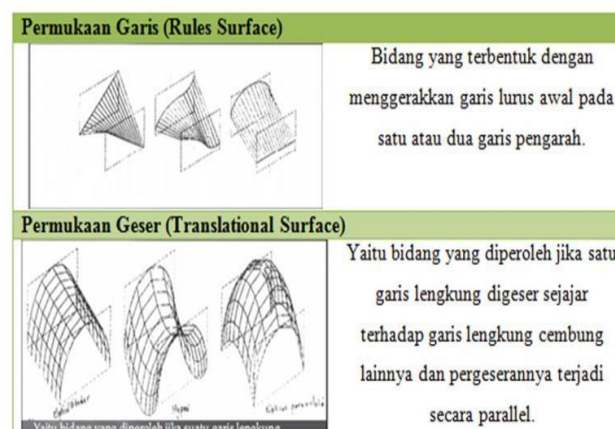 Permukaan Garis (Rules Surface)
Bidang yang terbentuk dengan
menggerakkan garis lurus awal pada
satu atau dua garis pengarah.
Permukaan Geser (Translational Surface)
Yaitu bidang yang diperoleh jika satu
garis lengkung digeser sejajar
terhadap garis lengkung cembung
lainnya dan pergeserannya terjadi
secara parallel.
Yaitu bidang yang diperoleh jika suatu garis lengkung